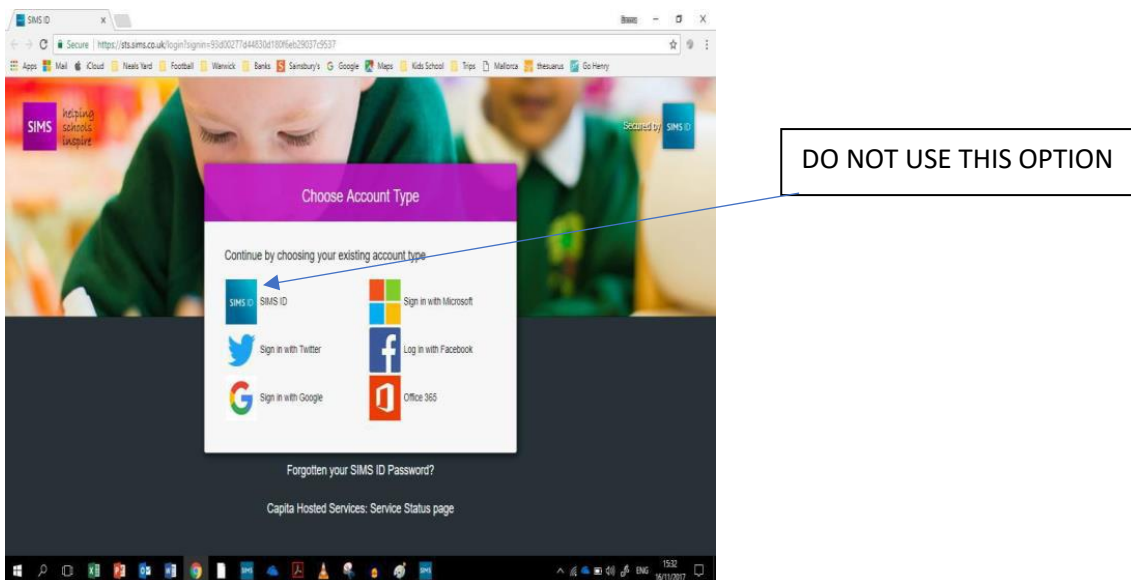 SIMS ID
Secure | https://sts.sims.co.uk/login?signin=93d00277d44830d180f6eb29037c9537
Apps Mail iCloud Neals Yard Football Warwick Banks Sainsbury's Google Maps Kids School Trips Mallorca thesuarus Go Henry
SIMS
helping
schools
inspire
Secured by SIMS ID
DO NOT USE THIS OPTION
Choose Account Type
Continue by choosing your existing account type
SIMS ID SIMS ID
Sign in with Microsoft
Sign in with Twitter
Log in with Facebook
Sign in with Google
Office 365
Forgotten your SIMS ID Password?
Capita Hosted Services: Service Status page
ENG
15:32
16/11/2017